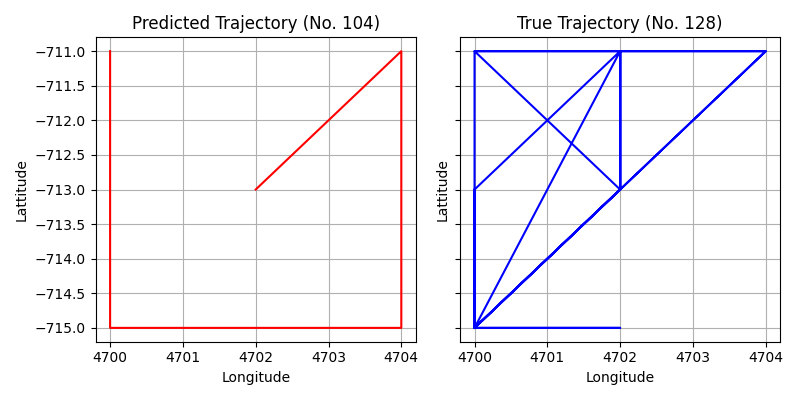 Predicted Trajectory (No. 104)
True Trajectory (No. 128)
Lattitude
−711.0
−711.5
−712.0
−712.5
−713.0
−713.5
−714.0
−714.5
−715.0
4700 4701 4702 4703 4704
Longitude
Lattitude
4700 4701 4702 4703 4704
Longitude